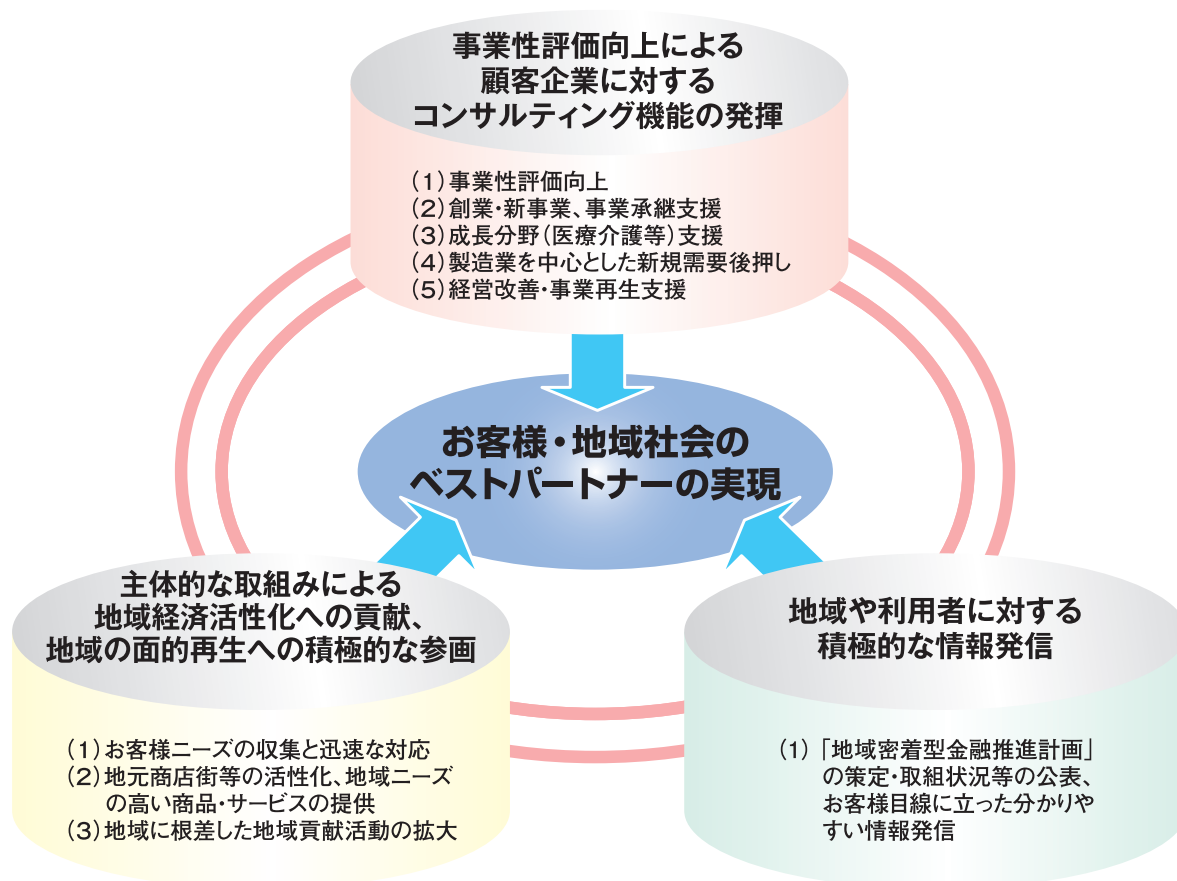 事業性評価向上による
顧客企業に対する
コンサルティング機能の発揮
(1)事業性評価向上
(2)創業・新事業、事業承継支援
(3)成長分野(医療介護等)支援
(4)製造業を中心とした新規需要後押し
(5)経営改善・事業再生支援
お客様・地域社会の
ベストパートナーの実現
主体的な取組みによる
地域経済活性化への貢献、
地域の面的再生への積極的な参画
(1)お客様ニーズの収集と迅速な対応
(2)地元商店街等の活性化、地域ニーズ
の高い商品・サービスの提供
(3)地域に根差した地域貢献活動の拡大
地域や利用者に対する
積極的な情報発信
(1)「地域密着型金融推進計画」
の策定・取組状況等の公表、
お客様目線に立った分かりや
すい情報発信